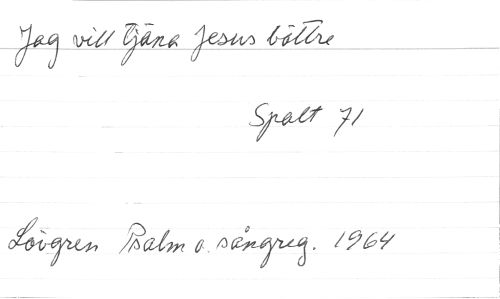 Jag vill tjäna Jesus bättre
Spalt 71
Lövgren Psalm o. sångreg. 1964